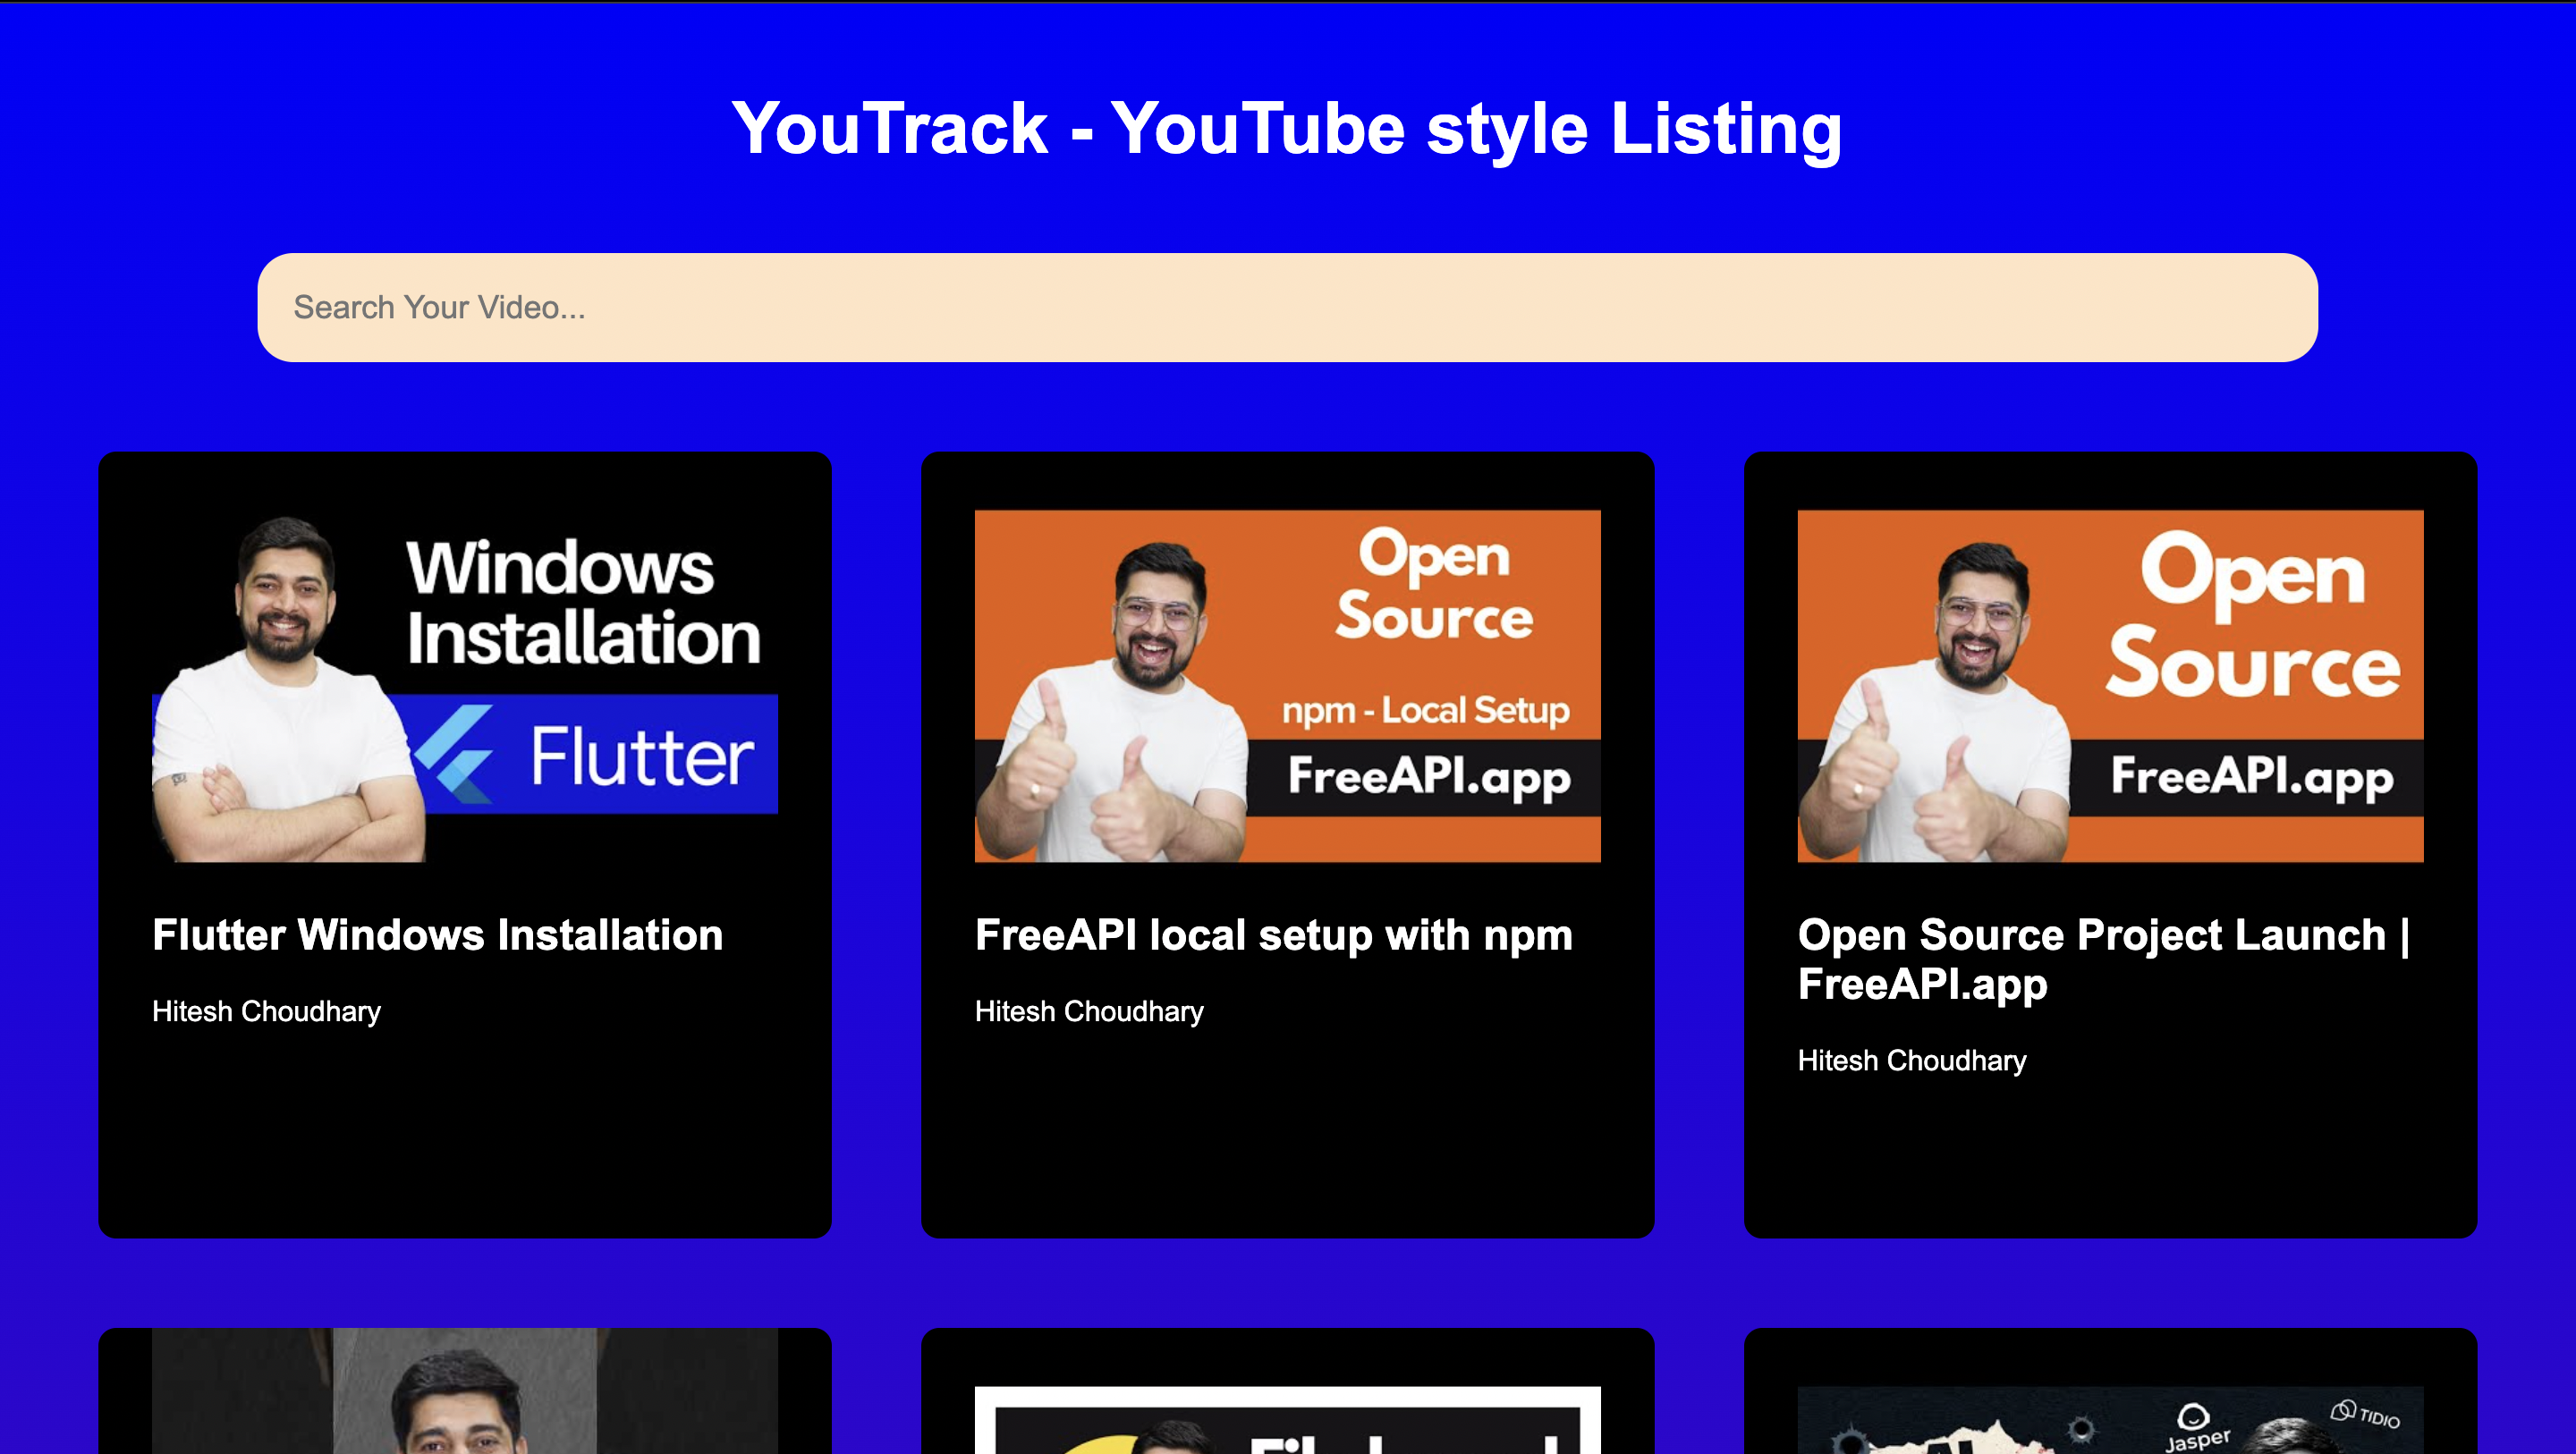 YouTrack - YouTube style Listing
Search Your Video...
Windows
Installation
Flutter
Flutter Windows Installation
Hitesh Choudhary
Open
Source
npm - Local Setup
FreeAPI.app
FreeAPI local setup with npm
Hitesh Choudhary
Open
Source
FreeAPI.app
Open Source Project Launch |
FreeAPI.app
Hitesh Choudhary
Jasper
TIDIO